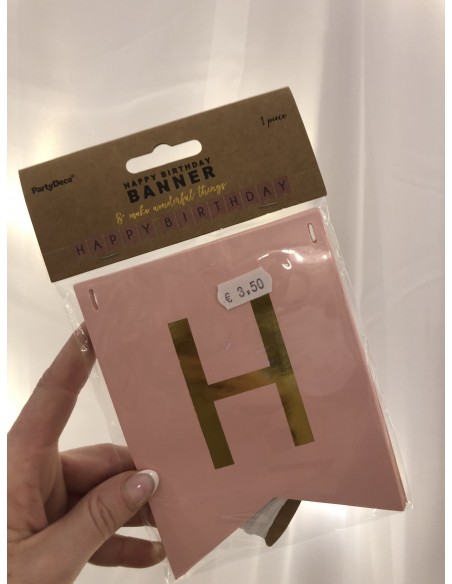 PartyDeco®
1 piece
HAPPY BIRTHDAY
BANNER
& make wonderful things
HAPPY BIRTHDAY
€ 3.50
H